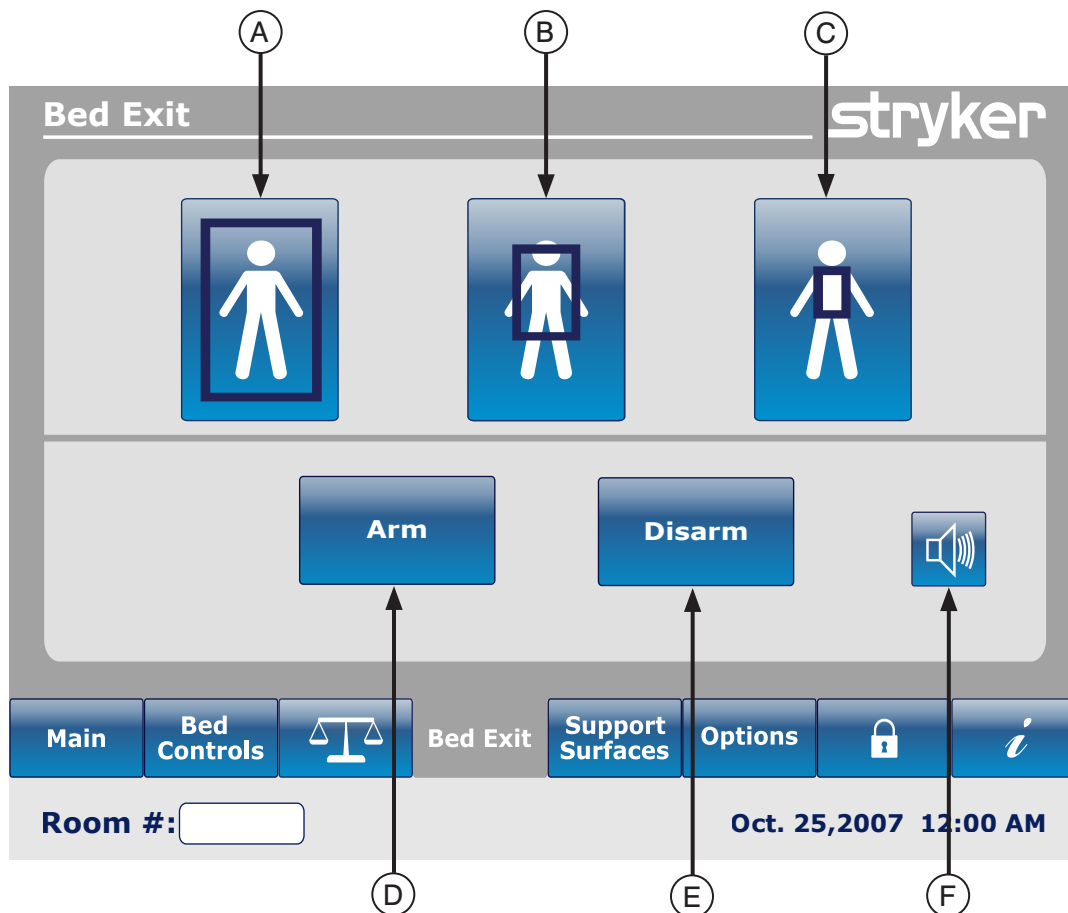 A B C
Bed Exit
stryker
Arm
Disarm
Main
Bed
Controls
Bed Exit
Support
Surfaces
Options
i
Room #:
Oct. 25,2007 12:00 AM
D E F